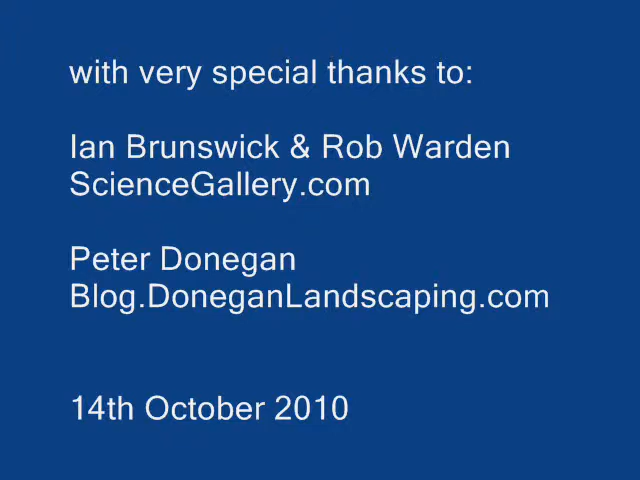 with very special thanks to:
Ian Brunswick & Rob Warden
ScienceGallery.com
Peter Donegan
Blog.DoneganLandscaping.com
14th October 2010